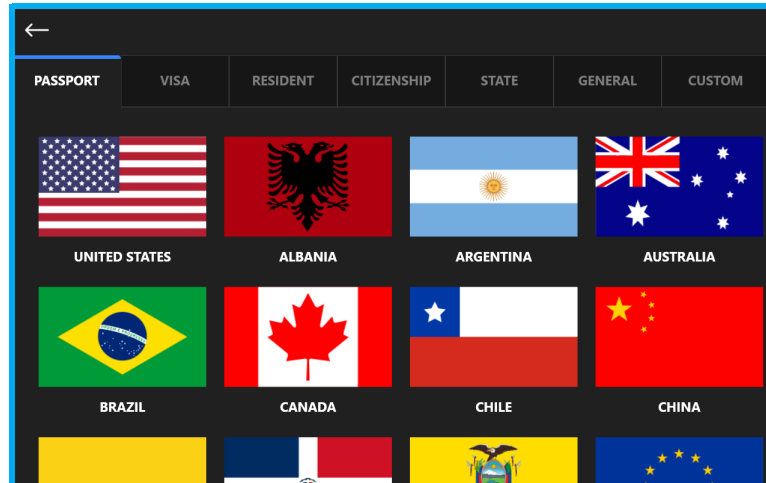 PASSPORT VISA RESIDENT CITIZENSHIP STATE GENERAL CUSTOM
UNITED STATES ALBANIA ARGENTINA AUSTRALIA
BRAZIL CANADA CHILE CHINA